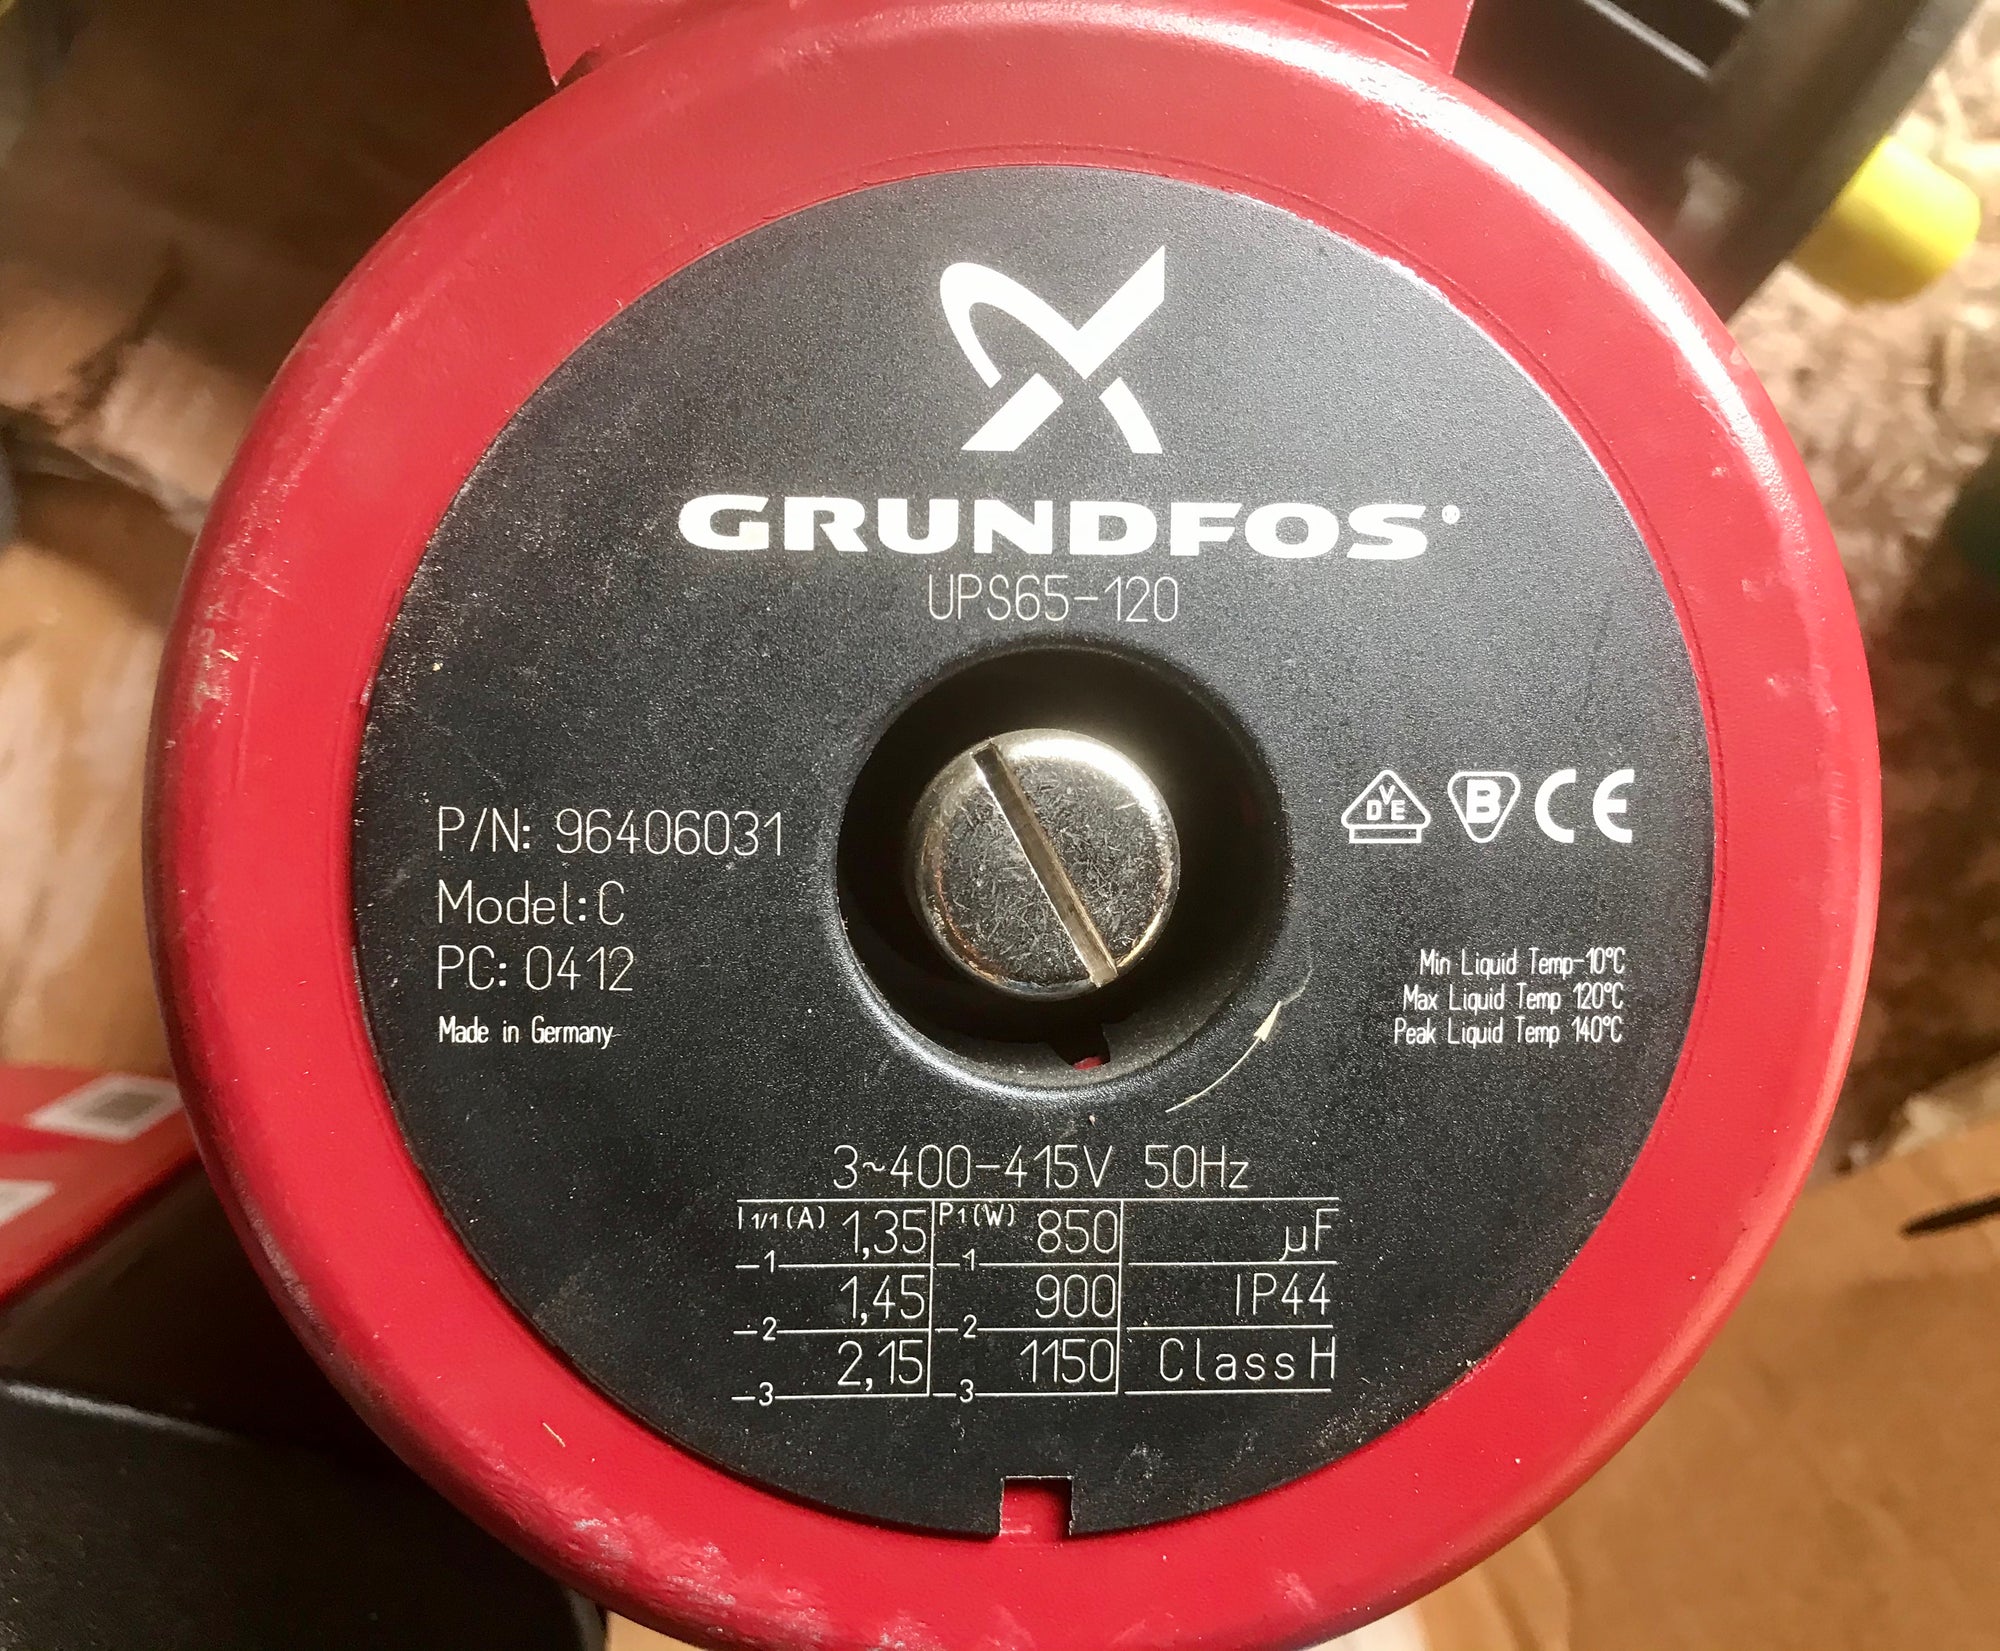 GRUNDFOS®
UPS65-120
P/N: 96406031
Model: C
PC: 0412
Made in Germany
VDE
B
CE
Min Liquid Temp-10°C
Max Liquid Temp 120°C
Peak Liquid Temp 140°C
3~400-415V 50Hz
I 1/1(A) 1,35 P1(W) 850 µF
1 1
1,45 900 IP44
2 2
2,15 1150 Class H
3 3